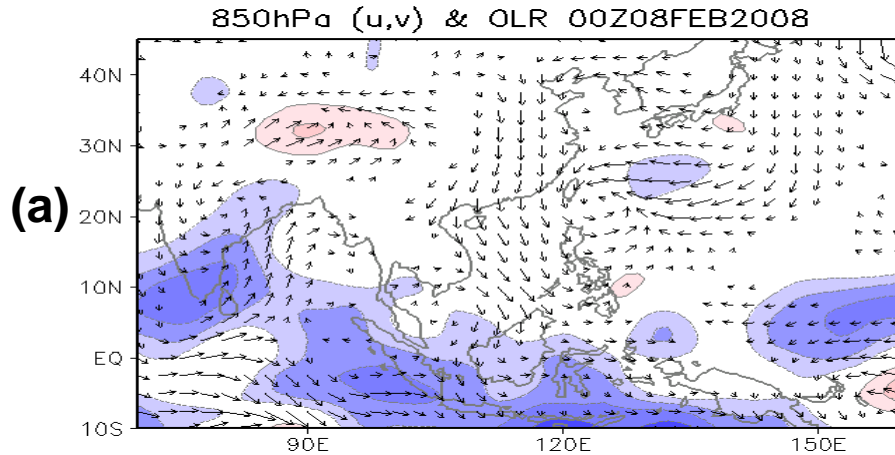 850hPa (u,v) & OLR 00Z08FEB2008
(a)
40N
30N
20N
10N
EQ
10S
90E 120E 150E